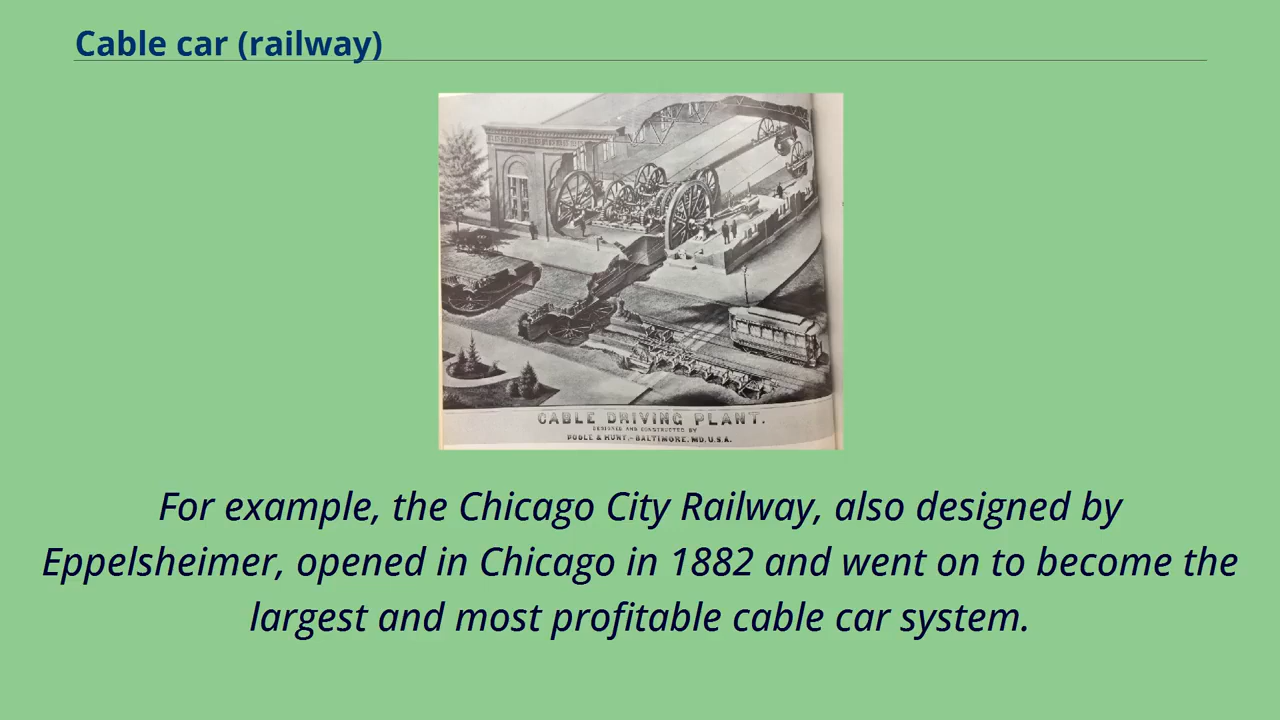 Cable car (railway)
CABLE DRIVING PLANT.
DESIGNED AND CONSTRUCTED BY
POOLE & HUNT,-BALTIMORE, MD, U.S.A.
For example, the Chicago City Railway, also designed by
Eppelsheimer, opened in Chicago in 1882 and went on to become the
largest and most profitable cable car system.